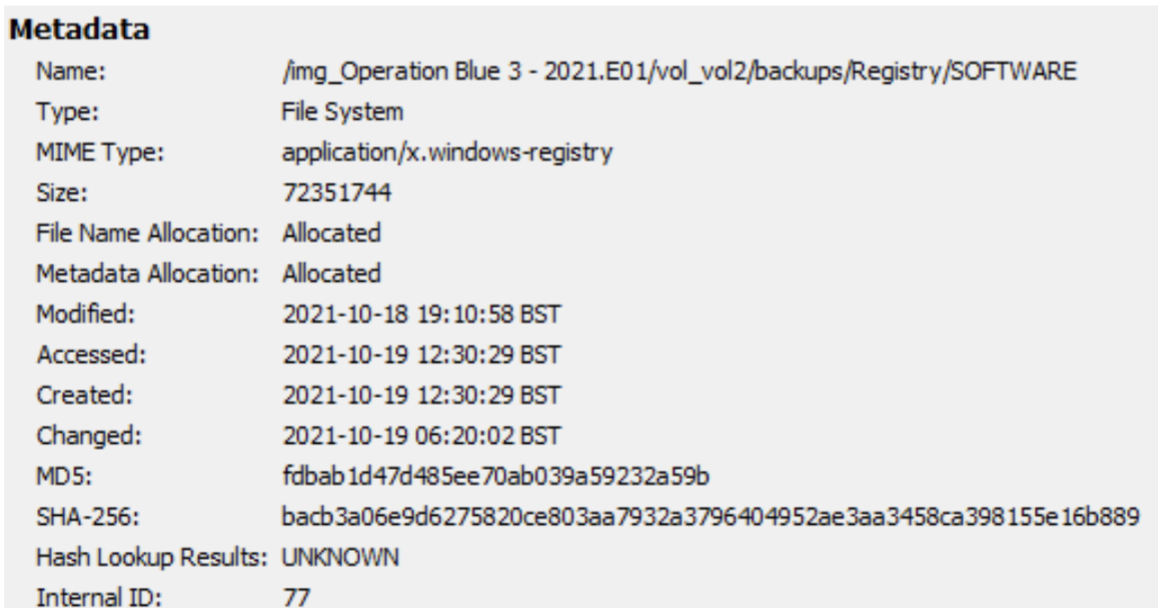 Metadata
Name: /img_Operation Blue 3 - 2021.E01/vol_vol2/backups/Registry/SOFTWARE
Type: File System
MIME Type: application/x.windows-registry
Size: 72351744
File Name Allocation: Allocated
Metadata Allocation: Allocated
Modified: 2021-10-18 19:10:58 BST
Accessed: 2021-10-19 12:30:29 BST
Created: 2021-10-19 12:30:29 BST
Changed: 2021-10-19 06:20:02 BST
MD5: fdbab1d47d485ee70ab039a59232a59b
SHA-256: bacb3a06e9d6275820ce803aa7932a3796404952ae3aa3458ca398155e16b889
Hash Lookup Results: UNKNOWN
Internal ID: 77